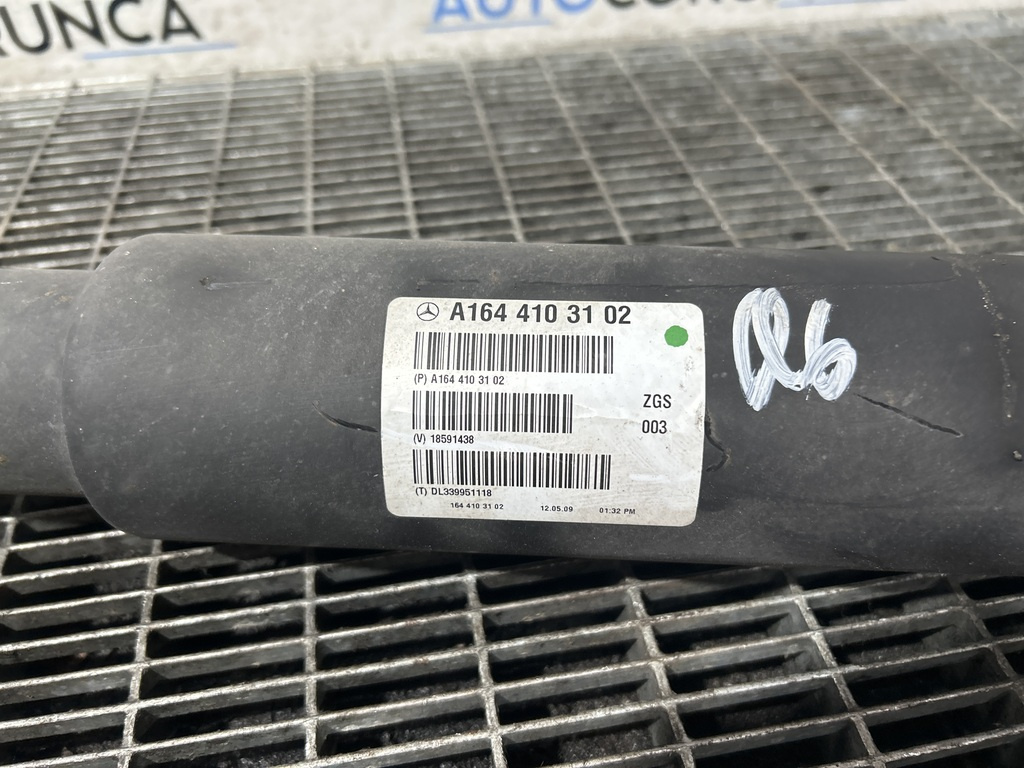 RUNCA
A164 410 31 02
(P) A164 410 31 02
ZGS
003
(V) 18591438
(T) DL339951118
164 410 31 02 12.05.09 01:32 PM